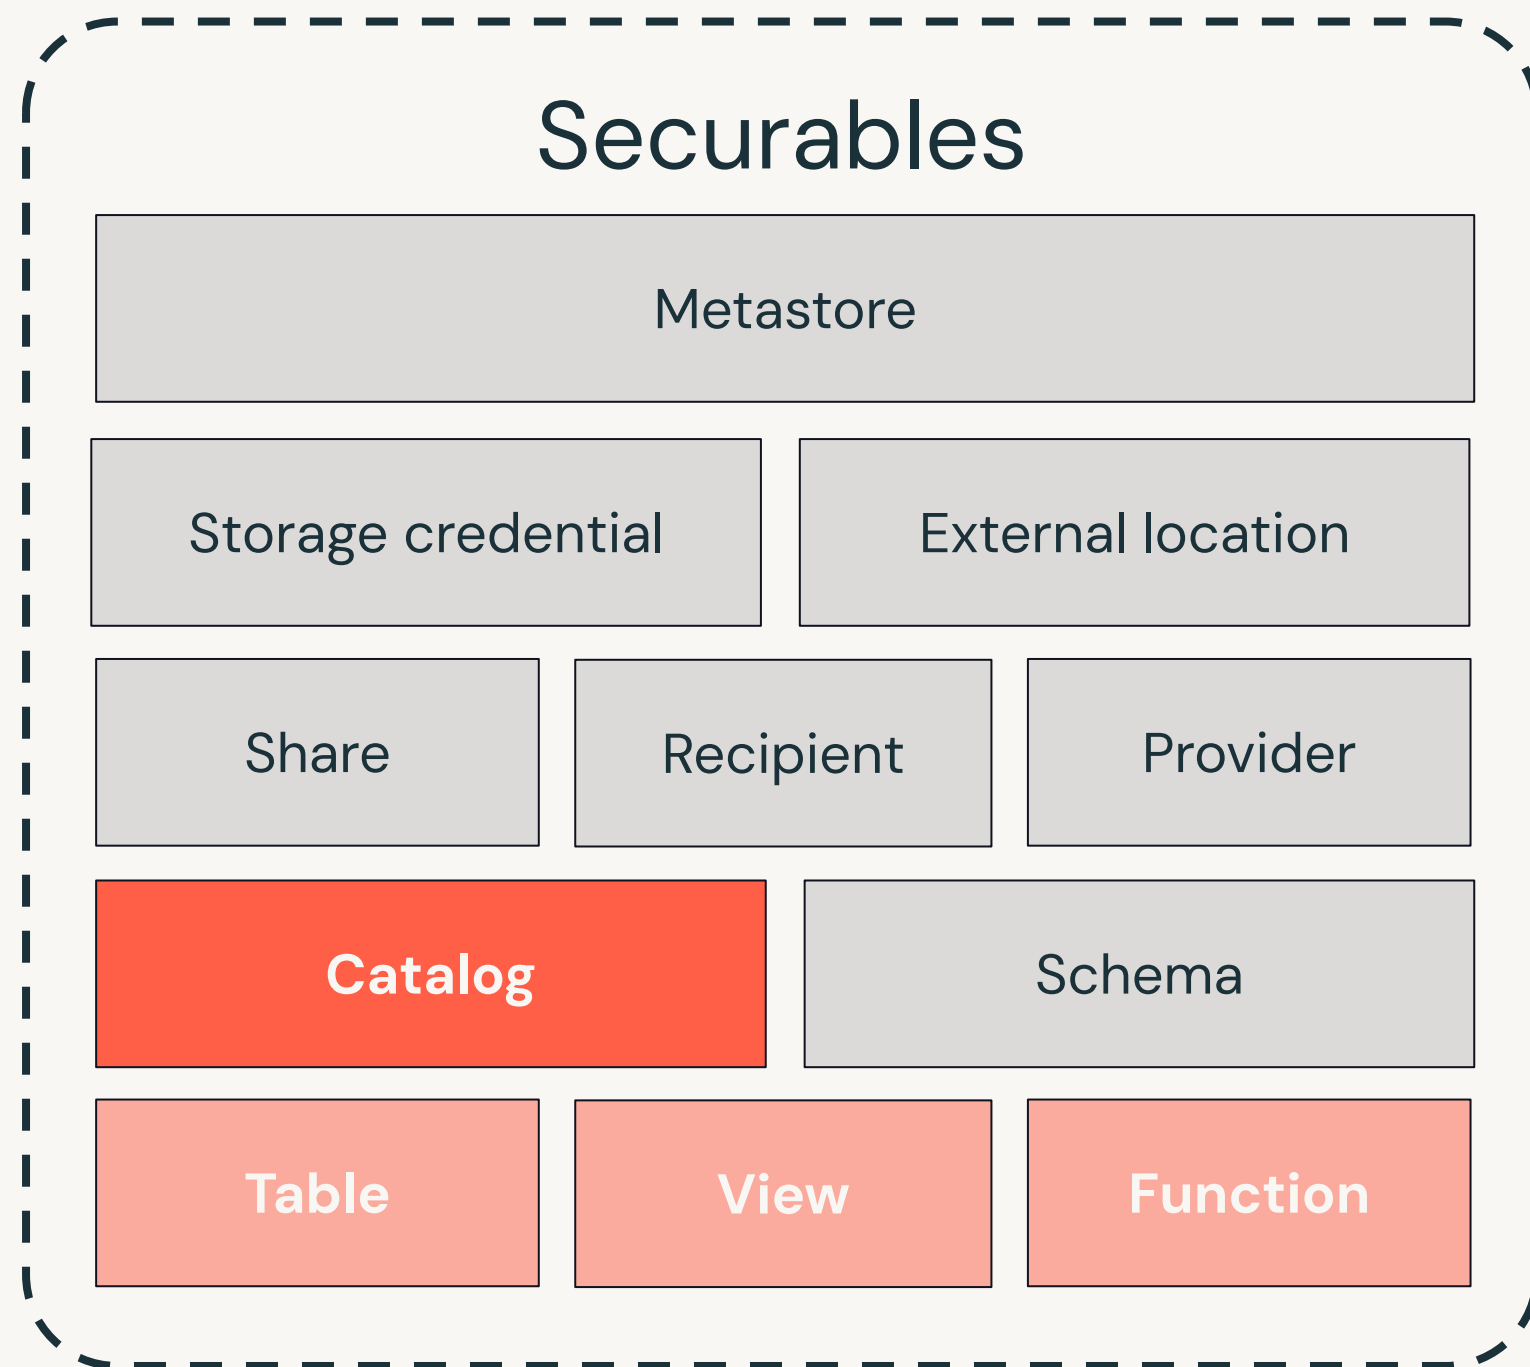 Securables
Metastore
Storage credential
External location
Share
Recipient
Provider
Catalog
Schema
Table
View
Function